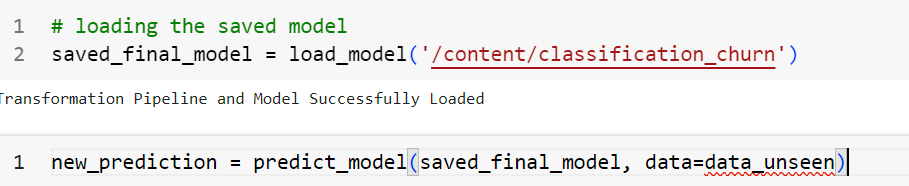 1 # loading the saved model
2 saved_final_model = load_model('/content/classification_churn')
Transformation Pipeline and Model Successfully Loaded
1 new_prediction = predict_model(saved_final_model, data=data_unseen)